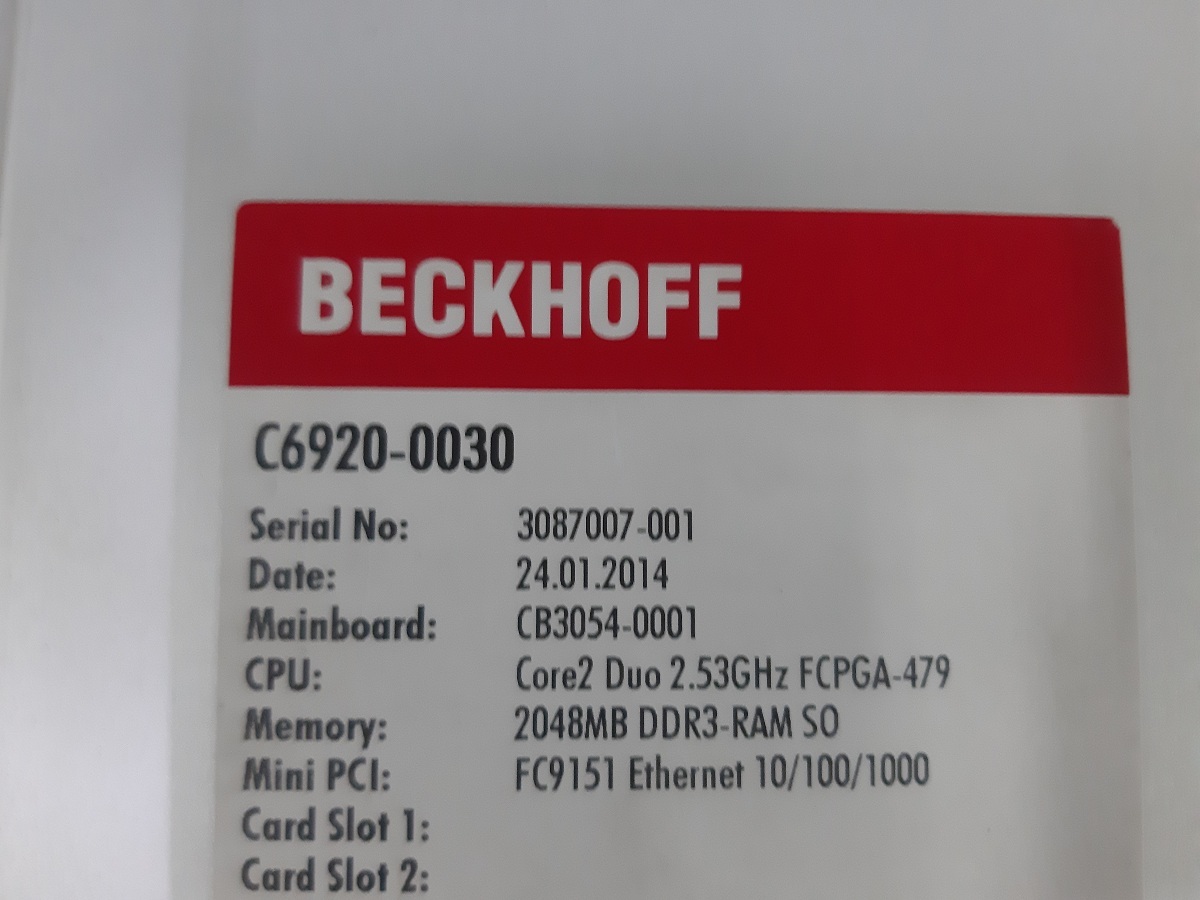 BECKHOFF
C6920-0030
Serial No: 3087007-001
Date: 24.01.2014
Mainboard: CB3054-0001
CPU: Core2 Duo 2.53GHz FCPGA-479
Memory: 2048MB DDR3-RAM SO
Mini PCI: FC9151 Ethernet 10/100/1000
Card Slot 1:
Card Slot 2: